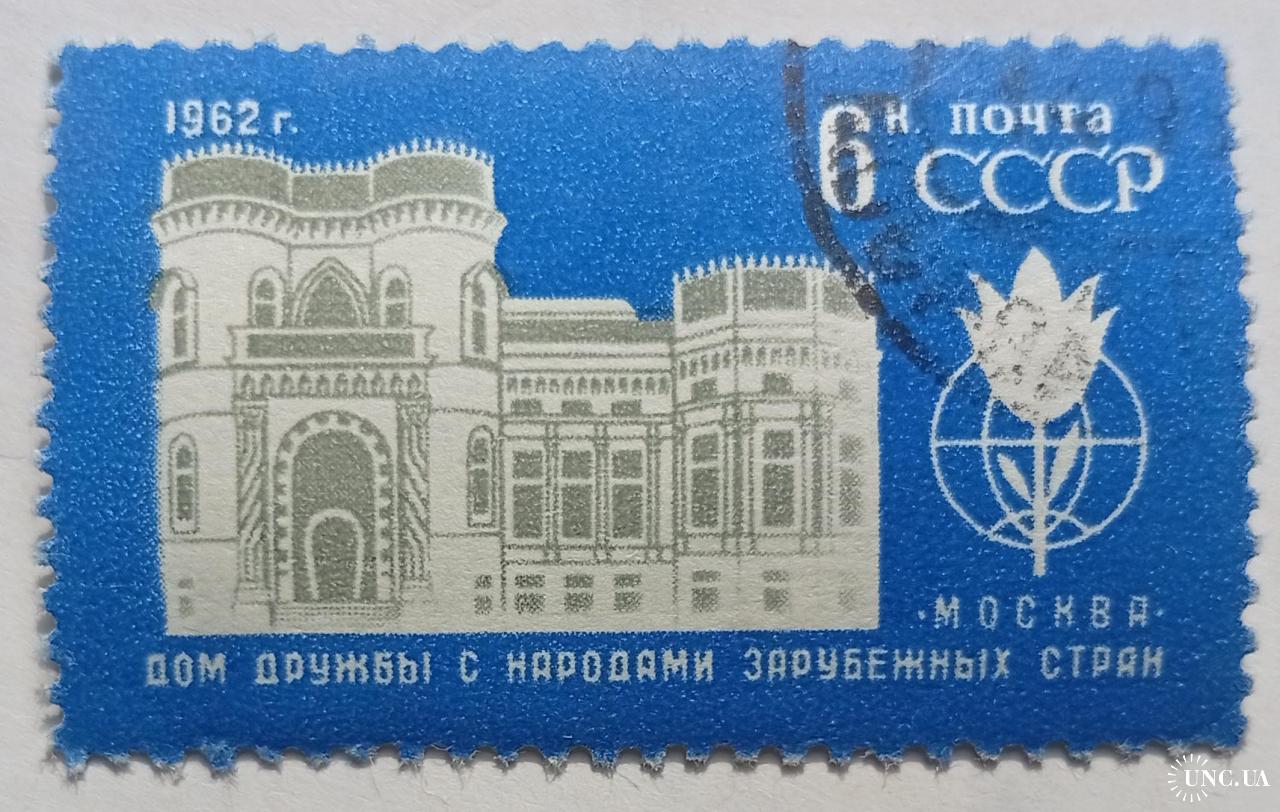 1962 г.
6 к. почта
СССР
·МОСКВА·
ДОМ ДРУЖБЫ С НАРОДАМИ ЗАРУБЕЖНЫХ СТРАН
UNC.UA